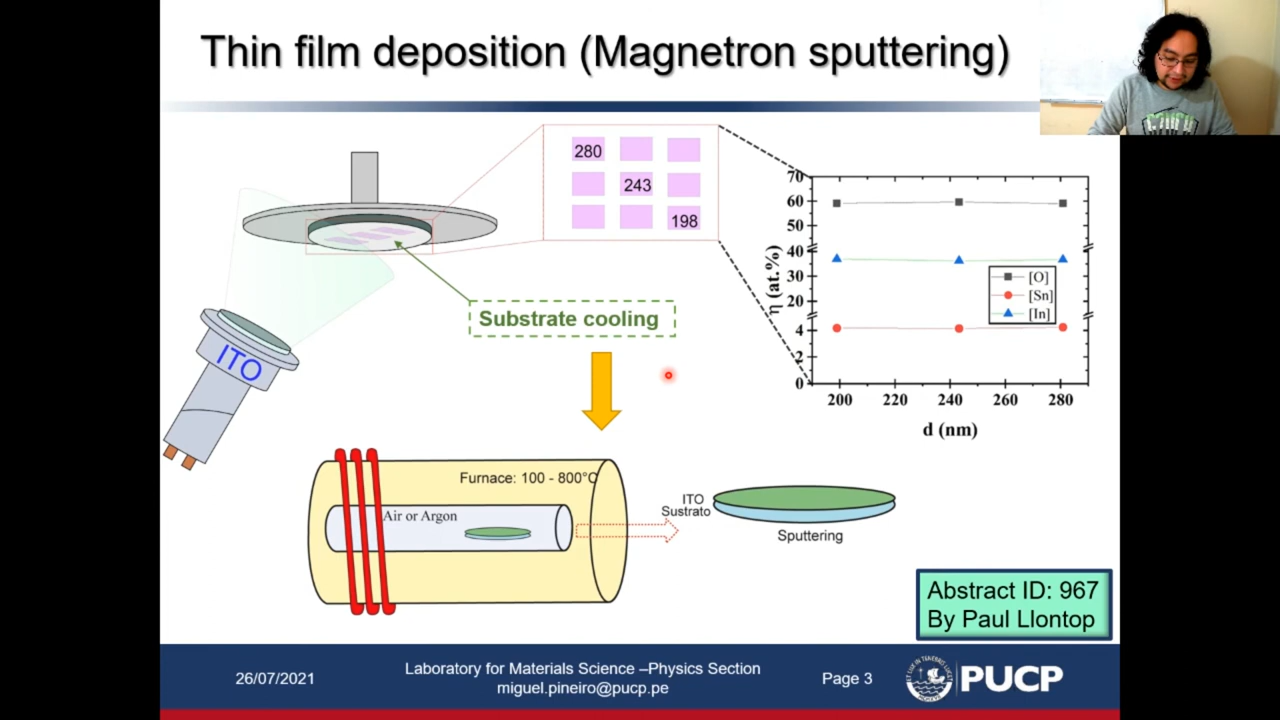 Thin film deposition (Magnetron sputtering)
280
243
198
Substrate cooling
ITO
70
60
50
40
30
20
4
2
0
η (at.%)
[O]
[Sn]
[In]
200 220 240 260 280
d (nm)
Furnace: 100 - 800°C
Air or Argon
ITO
Sustrato
Sputtering
Abstract ID: 967
By Paul Llontop
26/07/2021
Laboratory for Materials Science –Physics Section
miguel.pineiro@pucp.pe
Page 3
PUCP